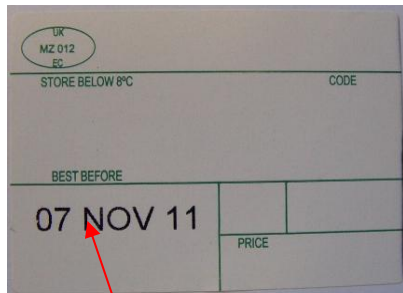 UK
MZ 012
EC
STORE BELOW 8ºC CODE
BEST BEFORE
07 NOV 11
PRICE